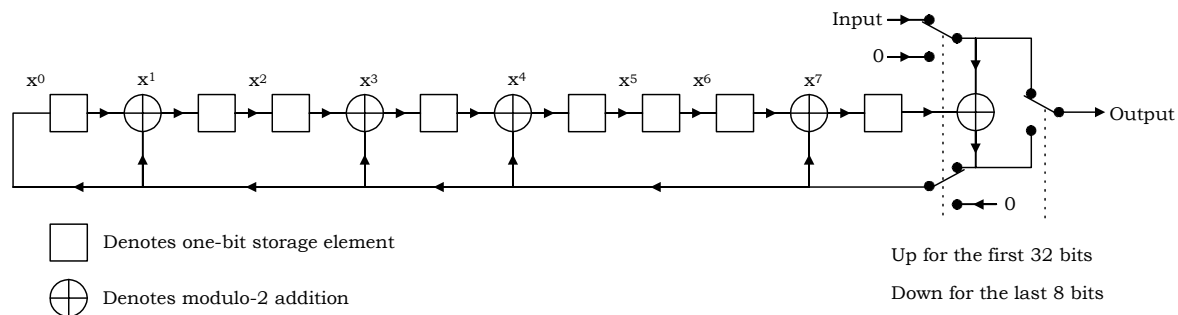 Input
0
x⁰ x¹ x² x³ x⁴ x⁵ x⁶ x⁷
Output
0
Denotes one-bit storage element
Denotes modulo-2 addition
Up for the first 32 bits
Down for the last 8 bits